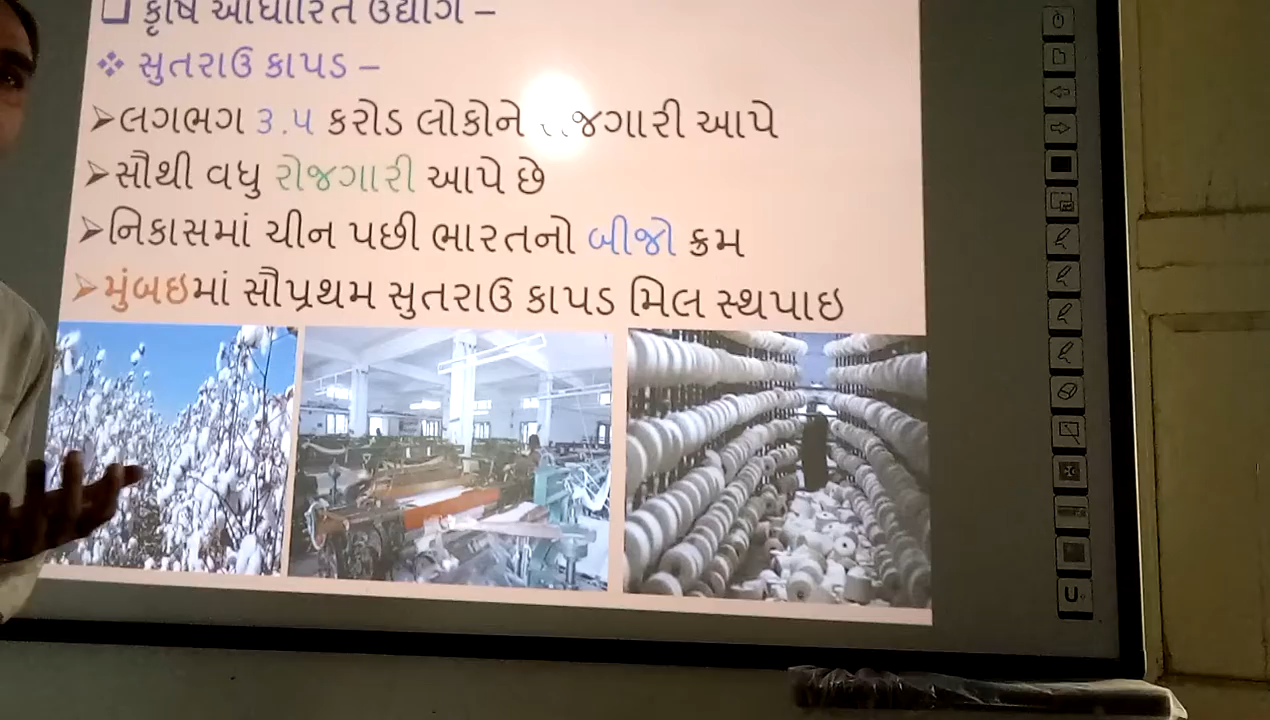 કૃષિ આધારિત ઉદ્યોગ –
સુતરાઉ કાપડ –
લગભગ 3.૫ કરોડ લોકોને રોજગારી આપે
સૌથી વધુ રોજગારી આપે છે
નિકાસમાં ચીન પછી ભારતનો બીજો ક્રમ
મુંબઇમાં સૌપ્રથમ સુતરાઉ કાપડ મિલ સ્થપાઇ